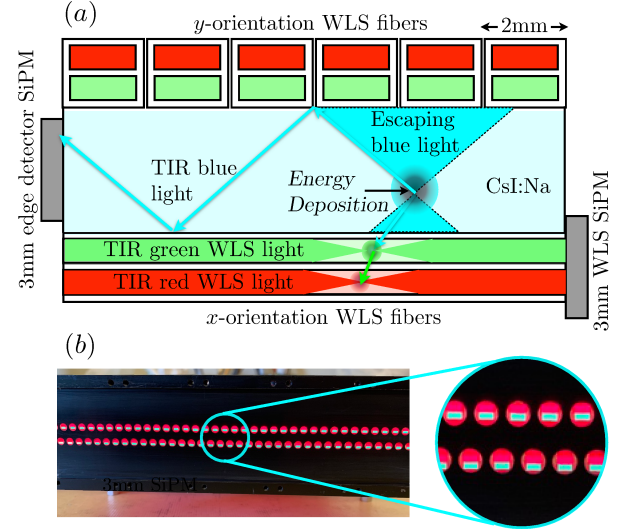 (a)
y-orientation WLS fibers
2mm
3mm edge detector SiPM
Escaping
blue light
TIR blue
light
Energy
Deposition
CsI:Na
TIR green WLS light
TIR red WLS light
3mm WLS SiPM
x-orientation WLS fibers
(b)
3mm SiPM